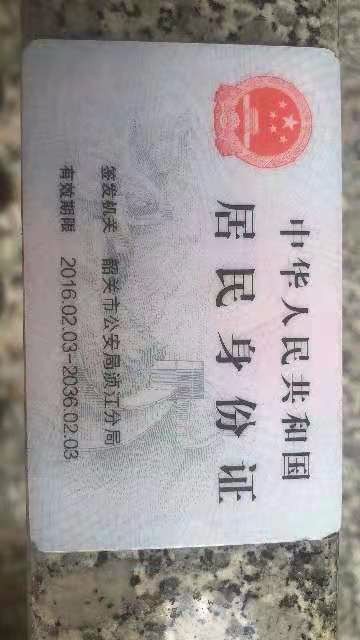 中华人民共和国
居民身份证
签发机关 韶关市公安局浈江分局
有效期限 2016.02.03-2036.02.03